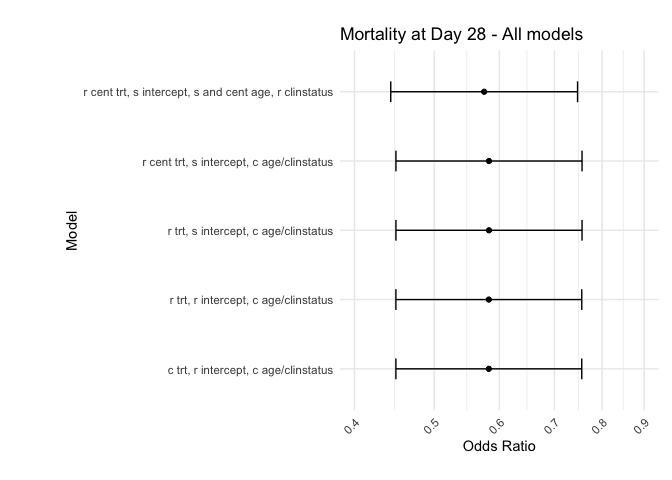 Mortality at Day 28 - All models
Model
r cent trt, s intercept, s and cent age, r clinstatus
r cent trt, s intercept, c age/clinstatus
r trt, s intercept, c age/clinstatus
r trt, r intercept, c age/clinstatus
c trt, r intercept, c age/clinstatus
0.4
0.5
0.6
0.7
0.8
0.9
Odds Ratio